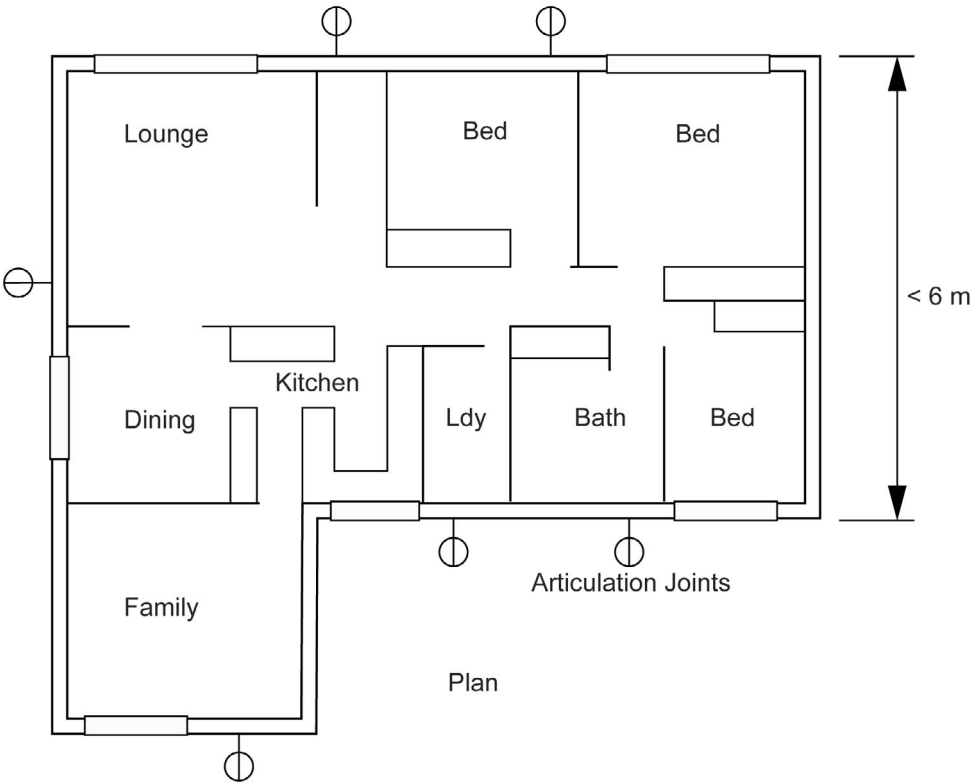 Lounge
Bed
Bed
< 6 m
Kitchen
Dining
Ldy
Bath
Bed
Articulation Joints
Family
Plan